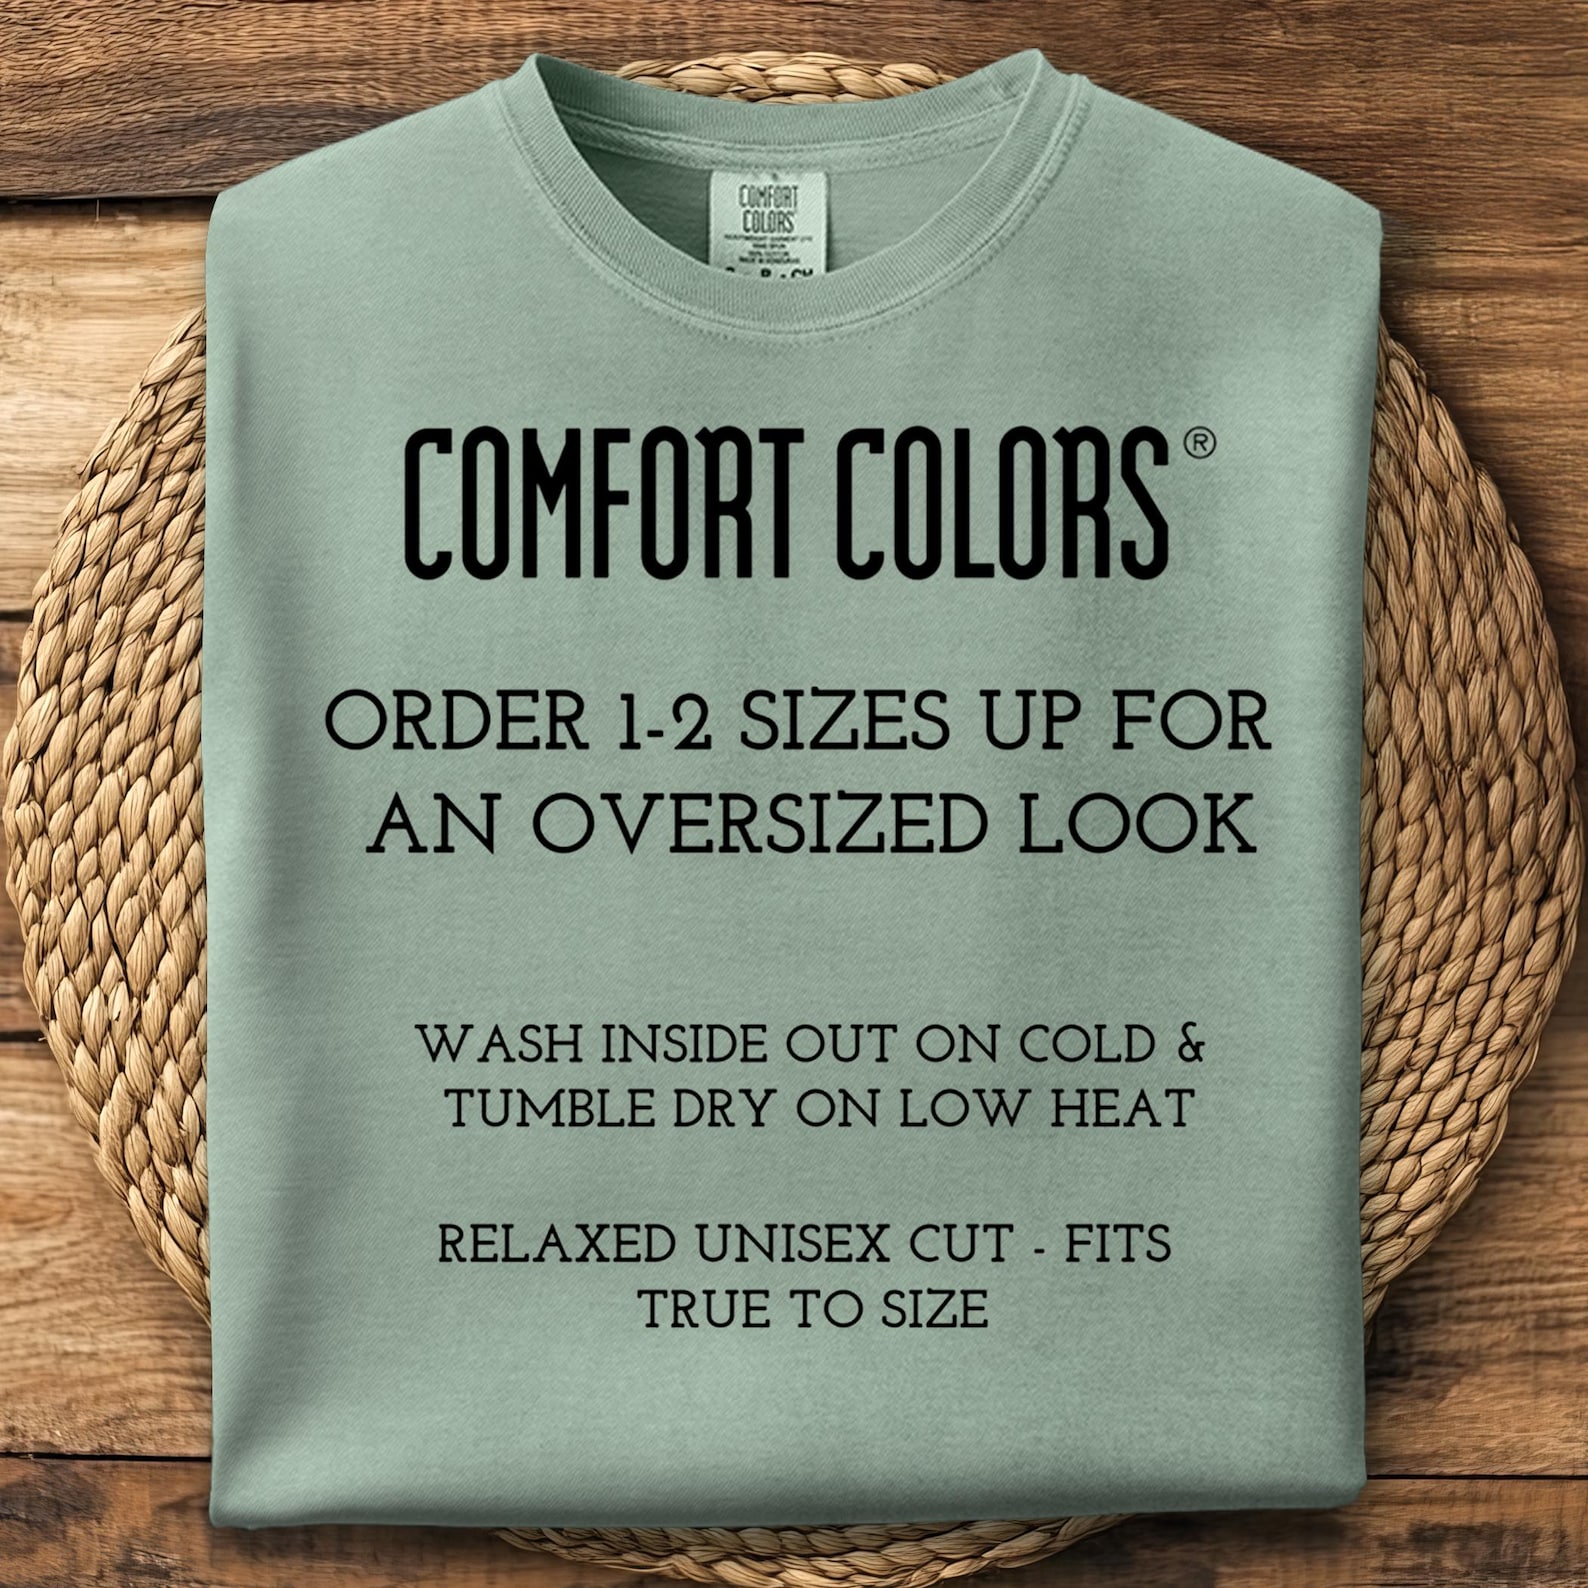 COMFORT
COLORS
COMFORT COLORS®
ORDER 1-2 SIZES UP FOR
AN OVERSIZED LOOK
WASH INSIDE OUT ON COLD &
TUMBLE DRY ON LOW HEAT
RELAXED UNISEX CUT - FITS
TRUE TO SIZE